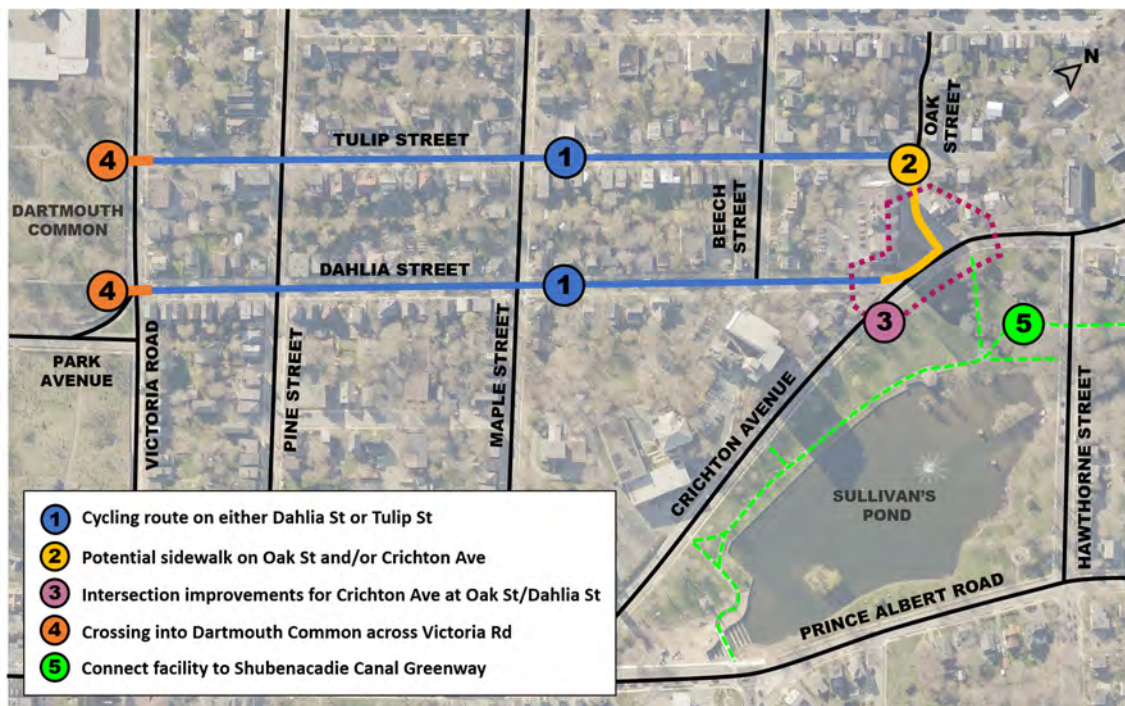 N
OAK
STREET
TULIP STREET
4
1
2
DARTMOUTH
COMMON
BEECH
STREET
DAHLIA STREET
4
1
3
5
PARK
AVENUE
VICTORIA ROAD
PINE STREET
MAPLE STREET
CRICHTON AVENUE
HAWTHORNE STREET
SULLIVAN'S
POND
PRINCE ALBERT ROAD
1 Cycling route on either Dahlia St or Tulip St
2 Potential sidewalk on Oak St and/or Crichton Ave
3 Intersection improvements for Crichton Ave at Oak St/Dahlia St
4 Crossing into Dartmouth Common across Victoria Rd
5 Connect facility to Shubenacadie Canal Greenway